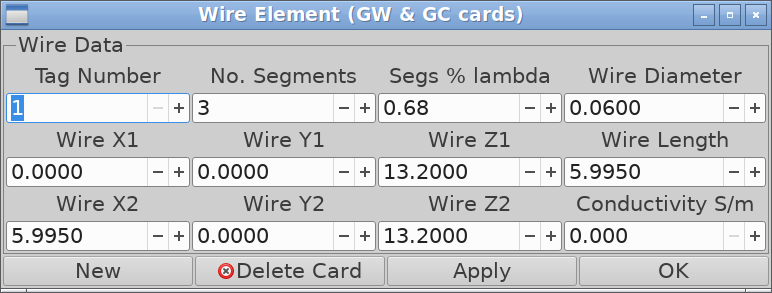 Wire Element (GW & GC cards)
Wire Data
Tag Number No. Segments Segs % lambda Wire Diameter
1 3 0.68 0.0600
Wire X1 Wire Y1 Wire Z1 Wire Length
0.0000 0.0000 13.2000 5.9950
Wire X2 Wire Y2 Wire Z2 Conductivity S/m
5.9950 0.0000 13.2000 0.000
New Delete Card Apply OK